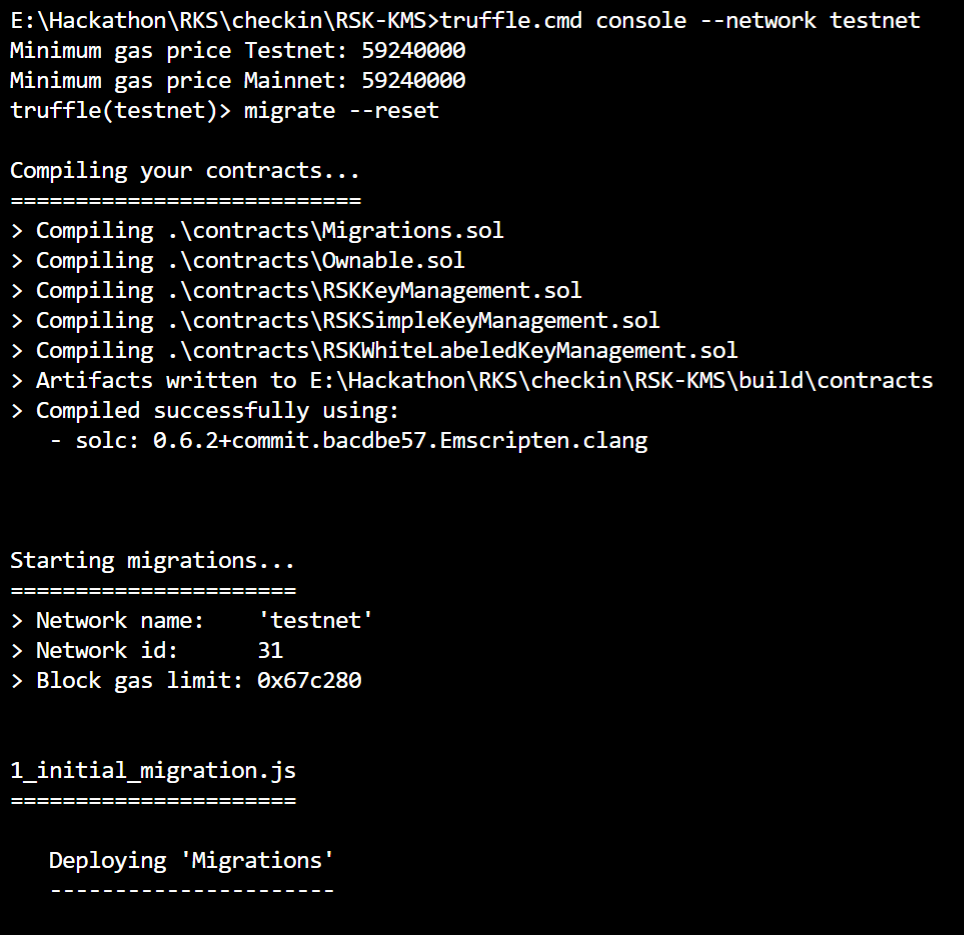 E:\Hackathon\RKS\checkin\RSK-KMS>truffle.cmd console --network testnet
Minimum gas price Testnet: 59240000
Minimum gas price Mainnet: 59240000
truffle(testnet)> migrate --reset
Compiling your contracts...
===========================
> Compiling .\contracts\Migrations.sol
> Compiling .\contracts\Ownable.sol
> Compiling .\contracts\RSKKeyManagement.sol
> Compiling .\contracts\RSKSimpleKeyManagement.sol
> Compiling .\contracts\RSKWhiteLabeledKeyManagement.sol
> Artifacts written to E:\Hackathon\RKS\checkin\RSK-KMS\build\contracts
> Compiled successfully using:
   - solc: 0.6.2+commit.bacdbe57.Emscripten.clang
Starting migrations...
======================
> Network name:    'testnet'
> Network id:      31
> Block gas limit: 0x67c280
1_initial_migration.js
======================
   Deploying 'Migrations'
   ----------------------